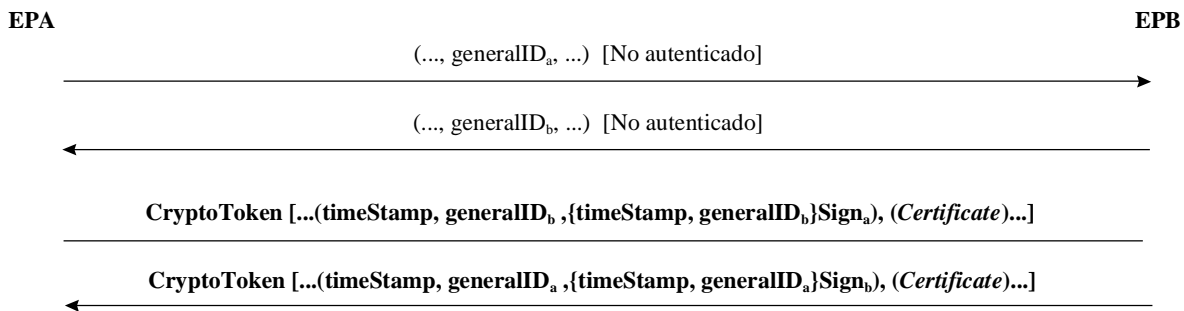 EPA EPB
(..., generalIDa, ...) [No autenticado]
(..., generalIDb, ...) [No autenticado]
CryptoToken [...(timeStamp, generalIDb ,{timeStamp, generalIDb}Signa), (Certificate)...]
CryptoToken [...(timeStamp, generalIDa ,{timeStamp, generalIDa}Signb), (Certificate)...]